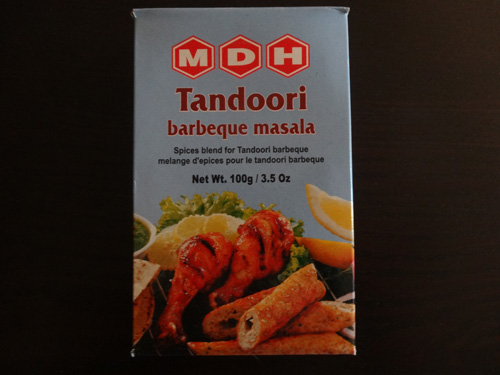 MDH
Tandoori
barbeque masala
Spices blend for Tandoori barbeque
melange d'epices pour le tandoori barbeque
Net Wt. 100g / 3.5 Oz